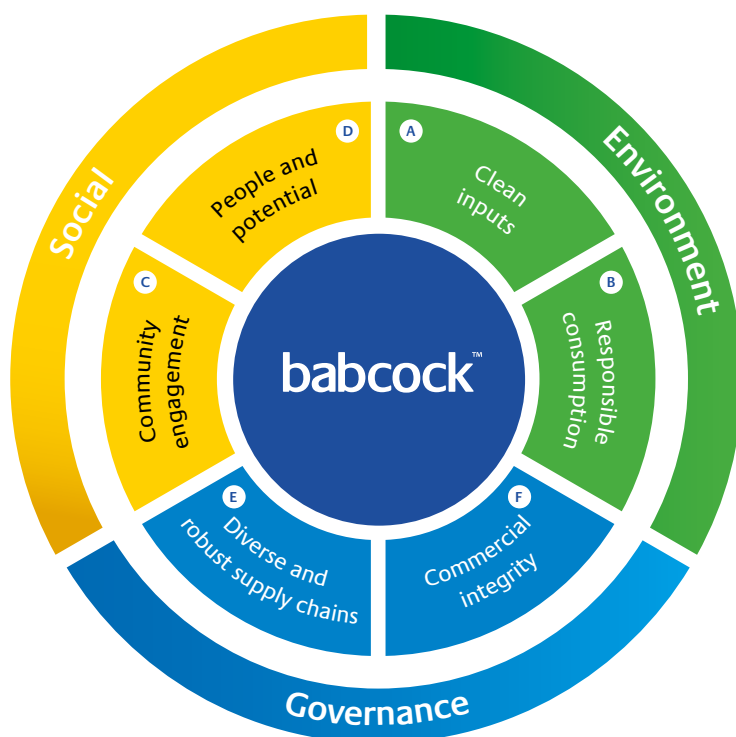 Social
Environment
Governance
D
People and
potential
A
Clean
inputs
B
Responsible
consumption
C
Community
engagement
E
Diverse and
robust supply chains
F
Commercial
integrity
babcock™